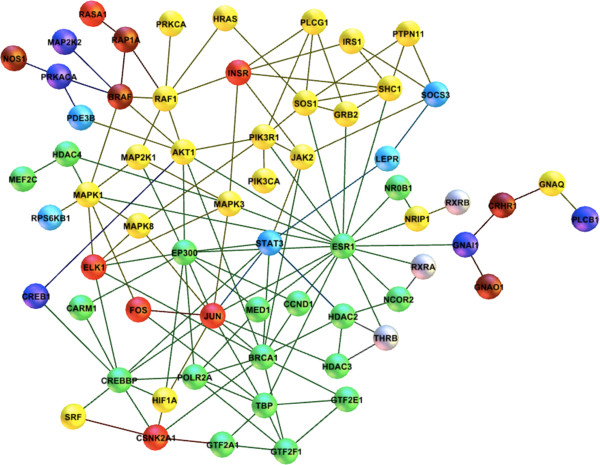 RASA1
PRKCA
HRAS
PLCG1
IRS1
PTPN11
MAP2K2
RAP1A
NOS1
PRKACA
INSR
BRAF
RAF1
SHC1
SOCS3
SOS1
GRB2
PDE3B
PIK3R1
HDAC4
MAP2K1
AKT1
JAK2
LEPR
MEF2C
PIK3CA
NR0B1
GNAQ
MAPK1
RXRB
CRHR1
RPS6KB1
MAPK3
NRIP1
PLCB1
MAPK8
EP300
STAT3
ESR1
GNAI1
ELK1
RXRA
GNAO1
CREB1
CARM1
FOS
JUN
MED1
CCND1
HDAC2
NCOR2
THRB
BRCA1
HDAC3
CREBBP
POLR2A
HIF1A
TBP
GTF2E1
SRF
CSNK2A1
GTF2A1
GTF2F1